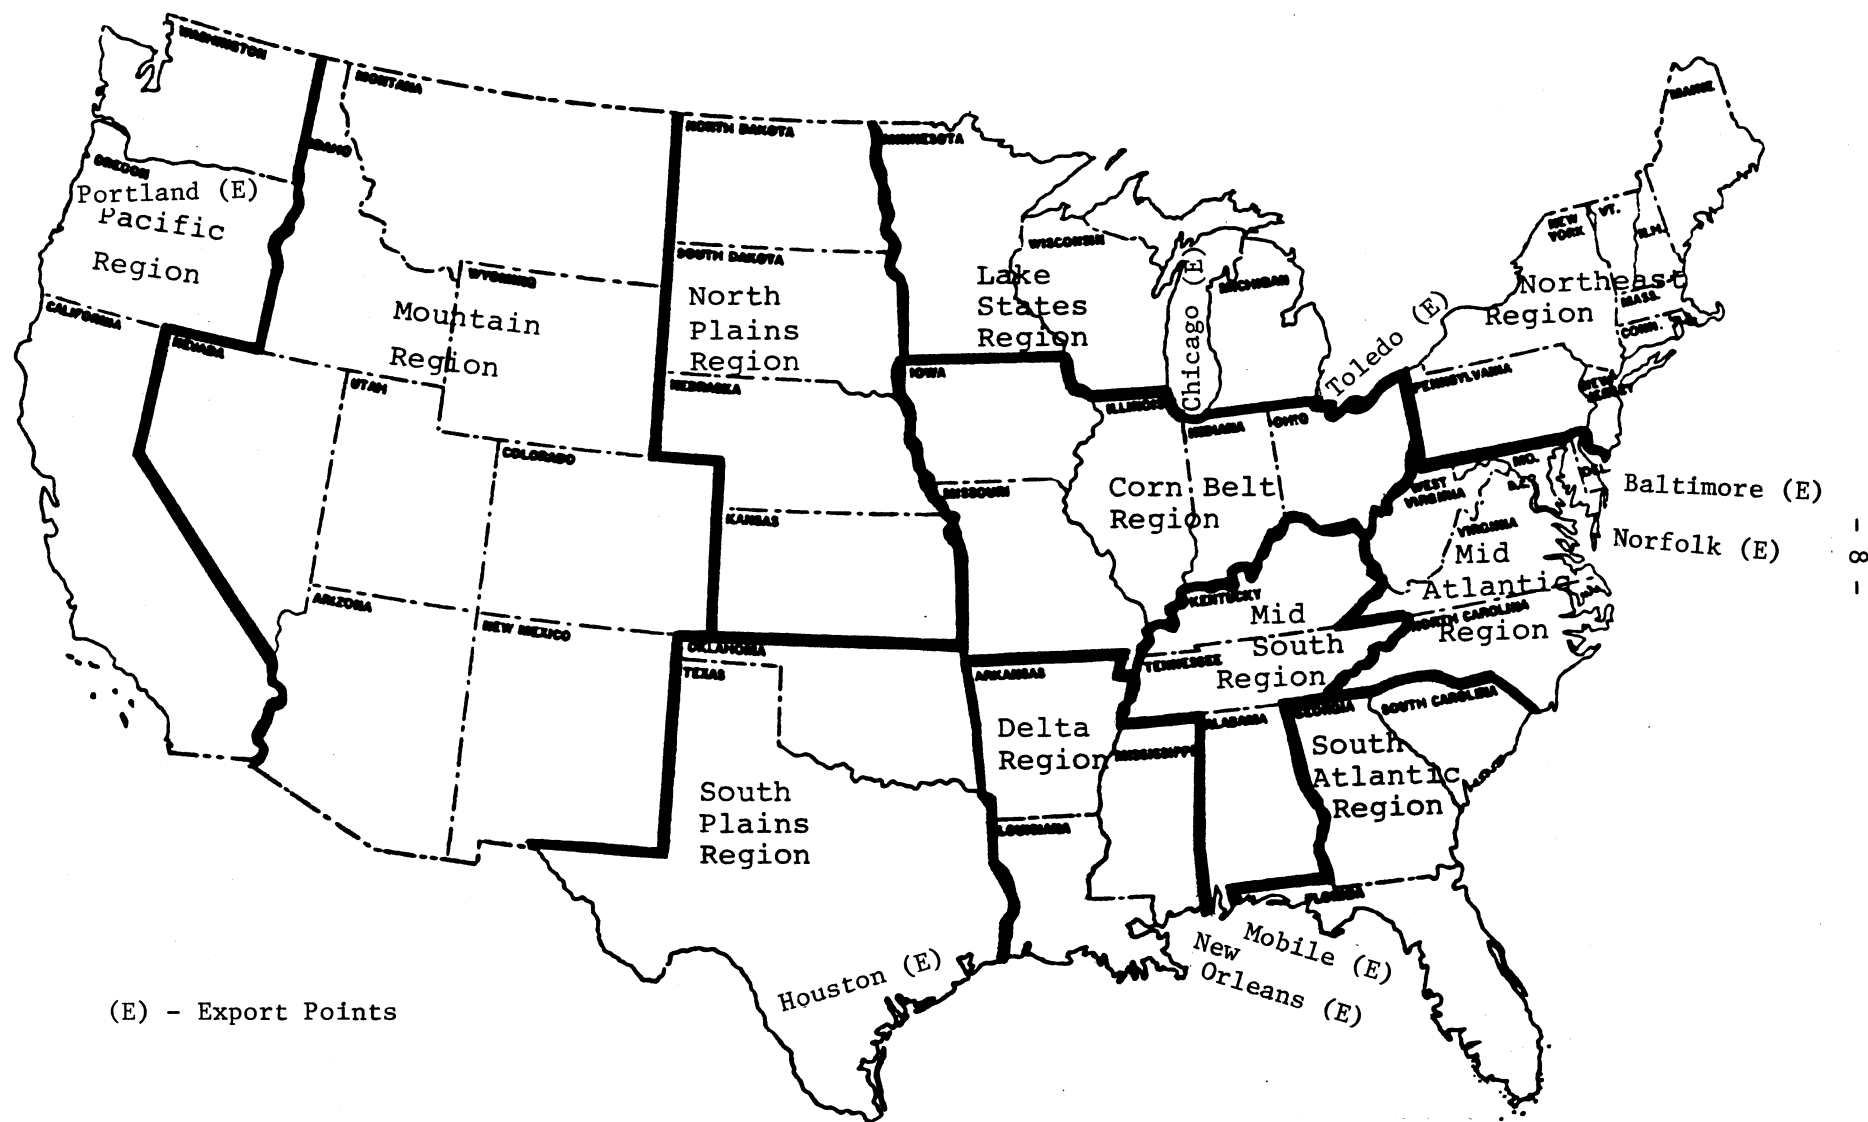 WASHINGTON
MONTANA
IDAHO
NORTH DAKOTA
MINNESOTA
MAINE
OREGON
Portland (E)
Pacific
Region
SOUTH DAKOTA
WYOMING
WISCONSIN
MICHIGAN
NEW
YORK
VT.
N.H.
MASS.
CONN.
Northeast
Region
CALIFORNIA
NEVADA
Mountain
Region
North
Plains
Region
Lake
States
Region
Chicago (E)
Toledo (E)
UTAH
NEBRASKA
IOWA
ILLINOIS
INDIANA
OHIO
PENNSYLVANIA
NEW
JERSEY
COLORADO
KANSAS
MISSOURI
Corn Belt
Region
WEST
VIRGINIA
MD.
D.C.
DEL.
Baltimore (E)
VIRGINIA
Norfolk (E)
Mid
Atlantic
Region
- 8 -
ARIZONA
NEW MEXICO
OKLAHOMA
TEXAS
ARKANSAS
KENTUCKY
TENNESSEE
Mid
South
Region
NORTH CAROLINA
SOUTH CAROLINA
GEORGIA
ALABAMA
MISSISSIPPI
Delta
Region
South
Atlantic
Region
South
Plains
Region
LOUISIANA
FLORIDA
Houston (E)
Mobile (E)
New
Orleans (E)
(E) - Export Points